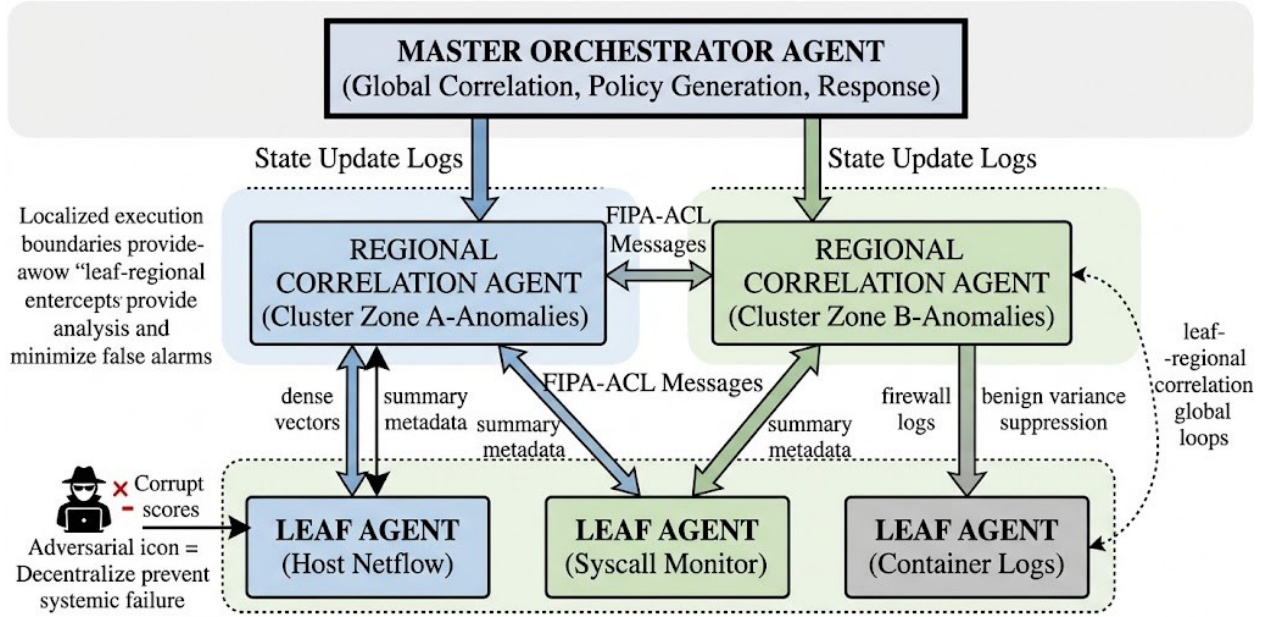 MASTER ORCHESTRATOR AGENT
(Global Correlation, Policy Generation, Response)
State Update Logs
State Update Logs
Localized execution
boundaries provide-
awow “leaf-regional
entercepts provide
analysis and
minimize false alarms
REGIONAL
CORRELATION AGENT
(Cluster Zone A-Anomalies)
FIPA-ACL
Messages
REGIONAL
CORRELATION AGENT
(Cluster Zone B-Anomalies)
leaf-
-regional
correlation
global
loops
dense
vectors
summary
metadata
FIPA-ACL Messages
summary
metadata
summary
metadata
firewall
logs
benign variance
suppression
Corrupt
scores
Adversarial icon =
Decentralize prevent
systemic failure
LEAF AGENT
(Host Netflow)
LEAF AGENT
(Syscall Monitor)
LEAF AGENT
(Container Logs)